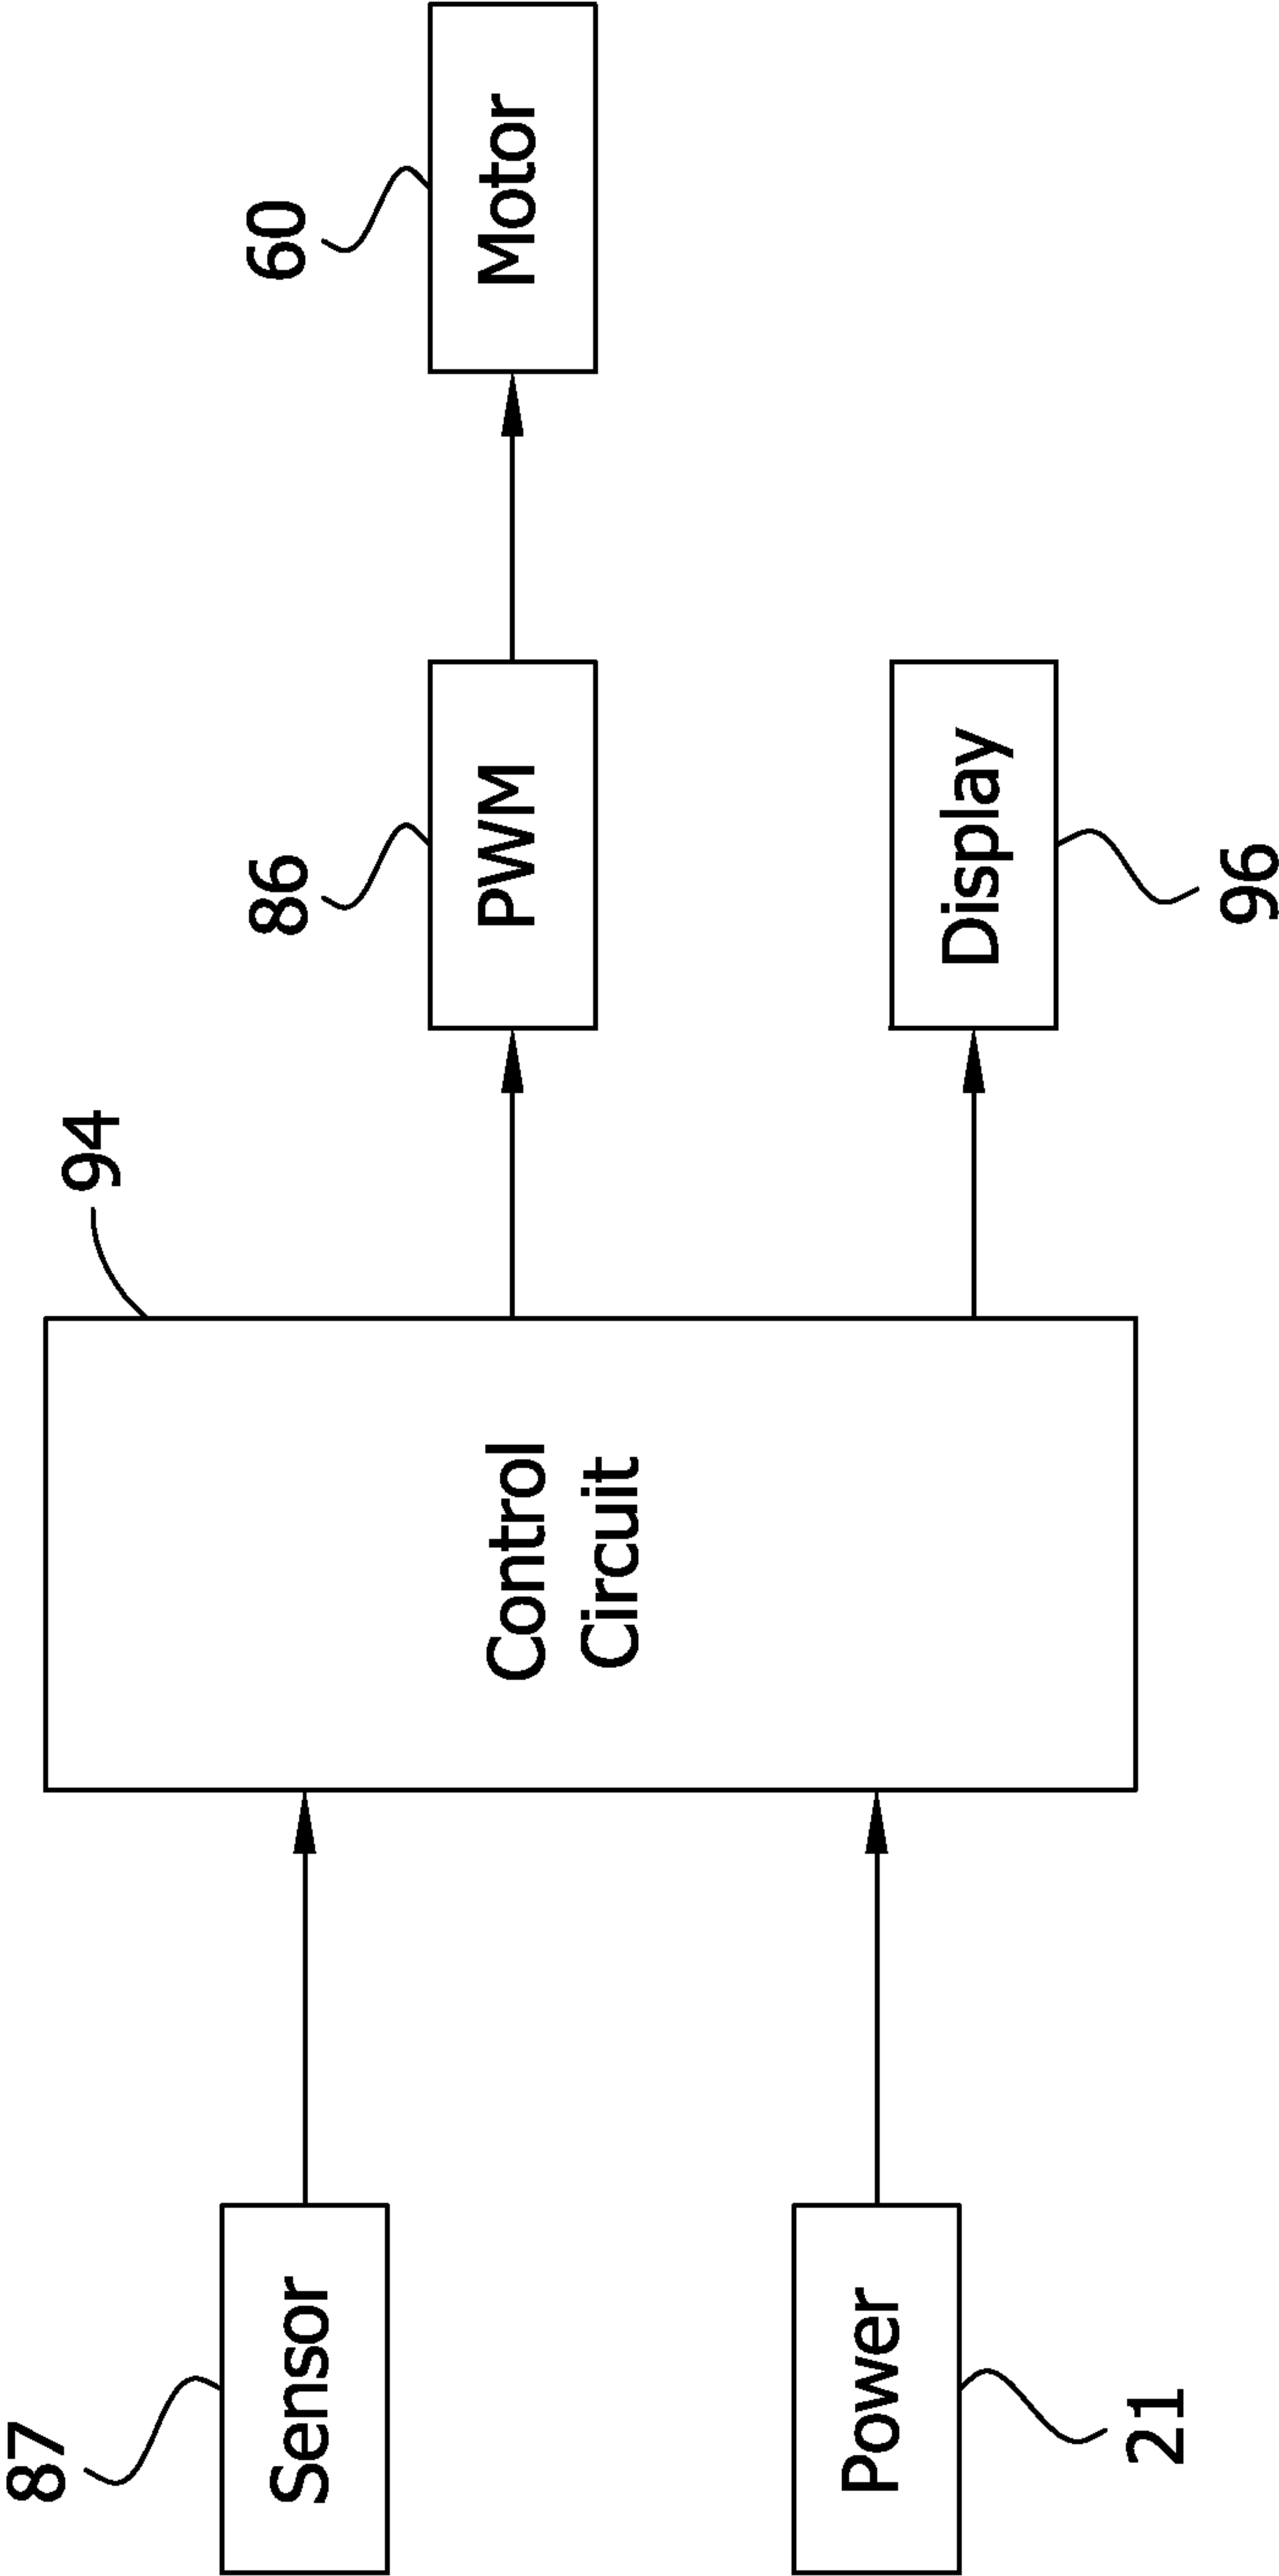 87
94
86
60
Sensor
Control
Circuit
PWM
Motor
Power
Display
21
96